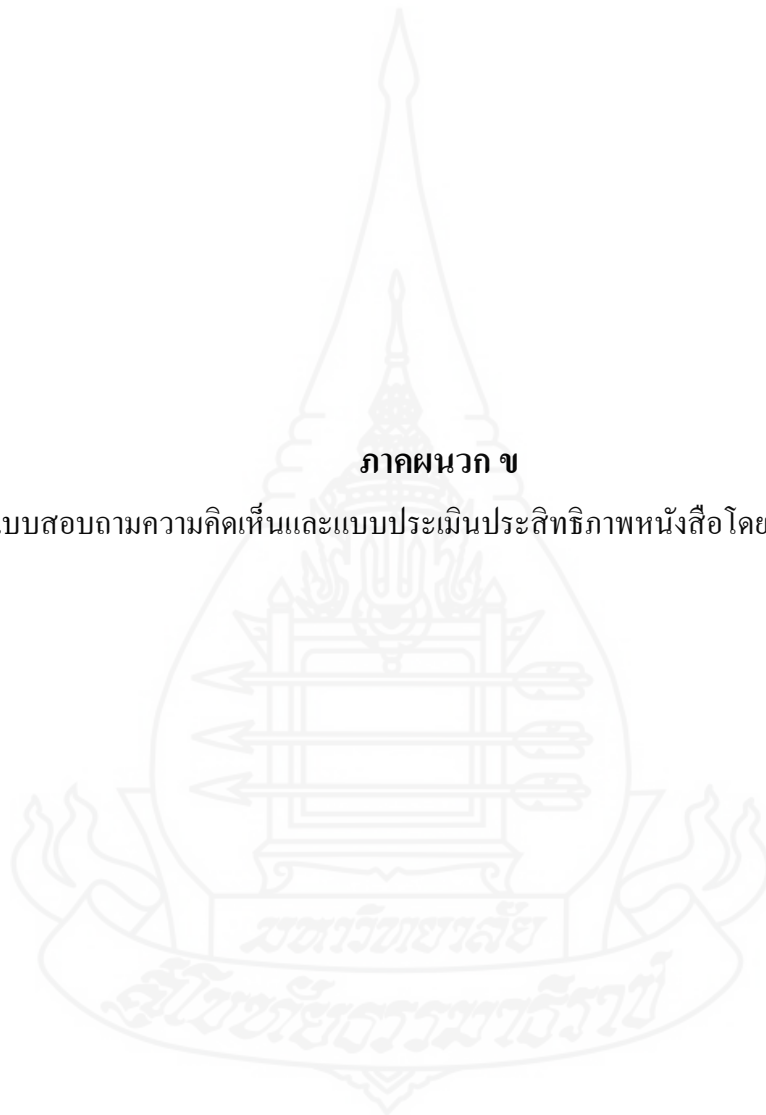 ภาคผนวก ข
แบบสอบถามความคิดเห็นและแบบประเมินประสิทธิภาพหนังสือโดย
มหาวิทยาลัย
สุโขทัยธรรมาธิราช